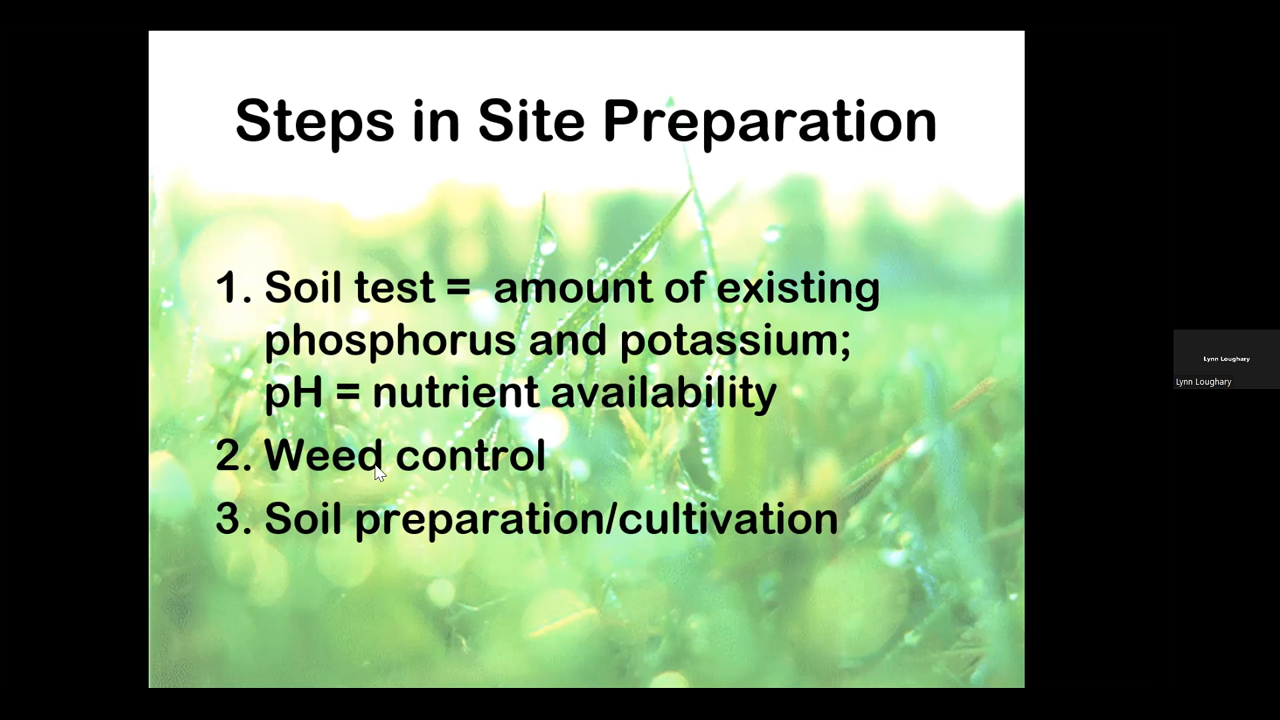 Steps in Site Preparation
1. Soil test =  amount of existing
phosphorus and potassium;
pH = nutrient availability
2. Weed control
3. Soil preparation/cultivation
Lynn Loughary
Lynn Loughary